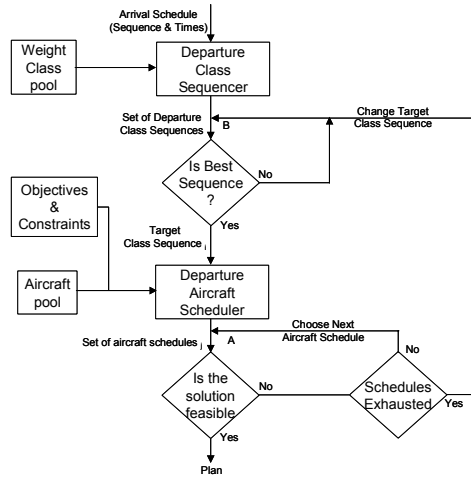 Arrival Schedule
(Sequence & Times)
Weight
Class
pool
Departure
Class
Sequencer
Set of Departure
Class Sequences
B
Change Target
Class Sequence
Is Best
Sequence
?
No
Yes
Objectives
&
Constraints
Target
Class Sequence i
Aircraft
pool
Departure
Aircraft
Scheduler
Set of aircraft schedules j
A
Choose Next
Aircraft Schedule
Is the
solution
feasible
No
No
Schedules
Exhausted
Yes
Yes
Plan